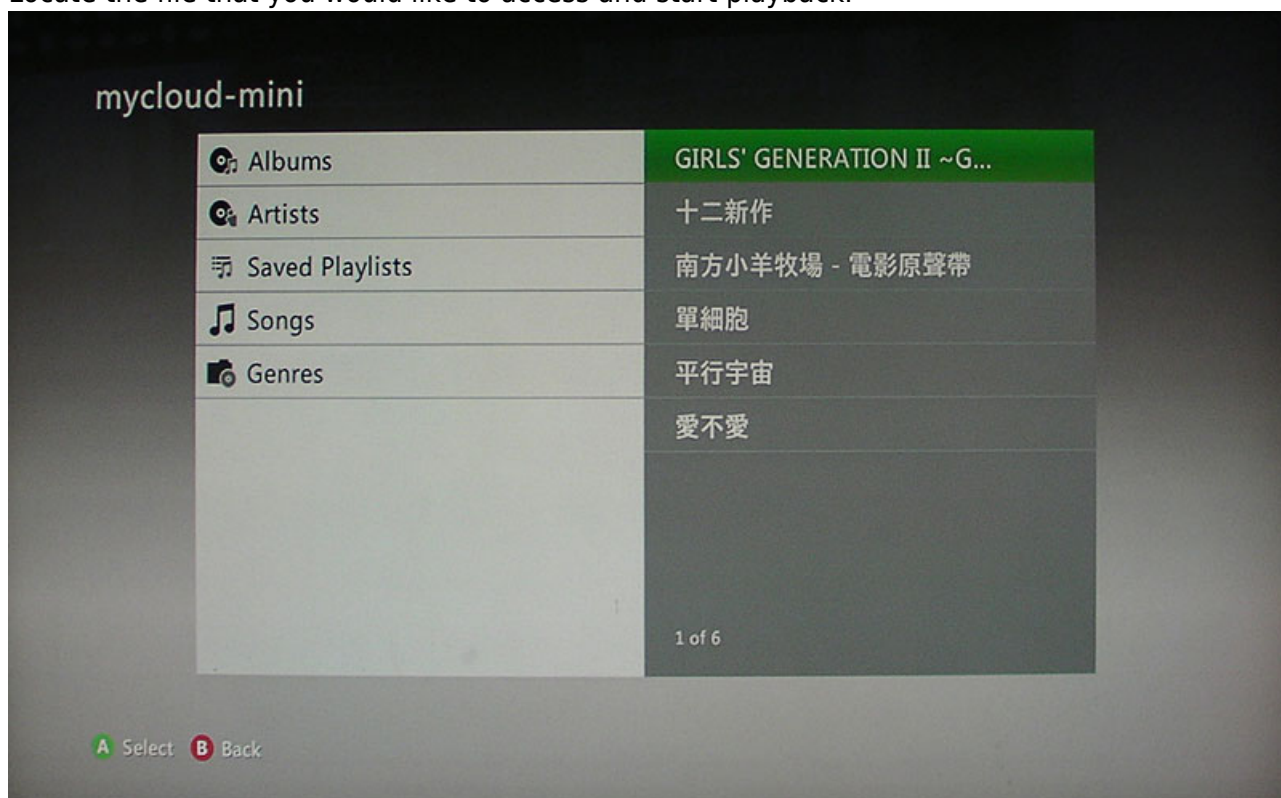 Locate the file that you would like to access and start playback.
mycloud-mini
Albums
Artists
Saved Playlists
Songs
Genres
GIRLS' GENERATION II ~G...
十二新作
南方小羊牧場 - 電影原聲帶
單細胞
平行宇宙
愛不愛
1 of 6
A Select B Back